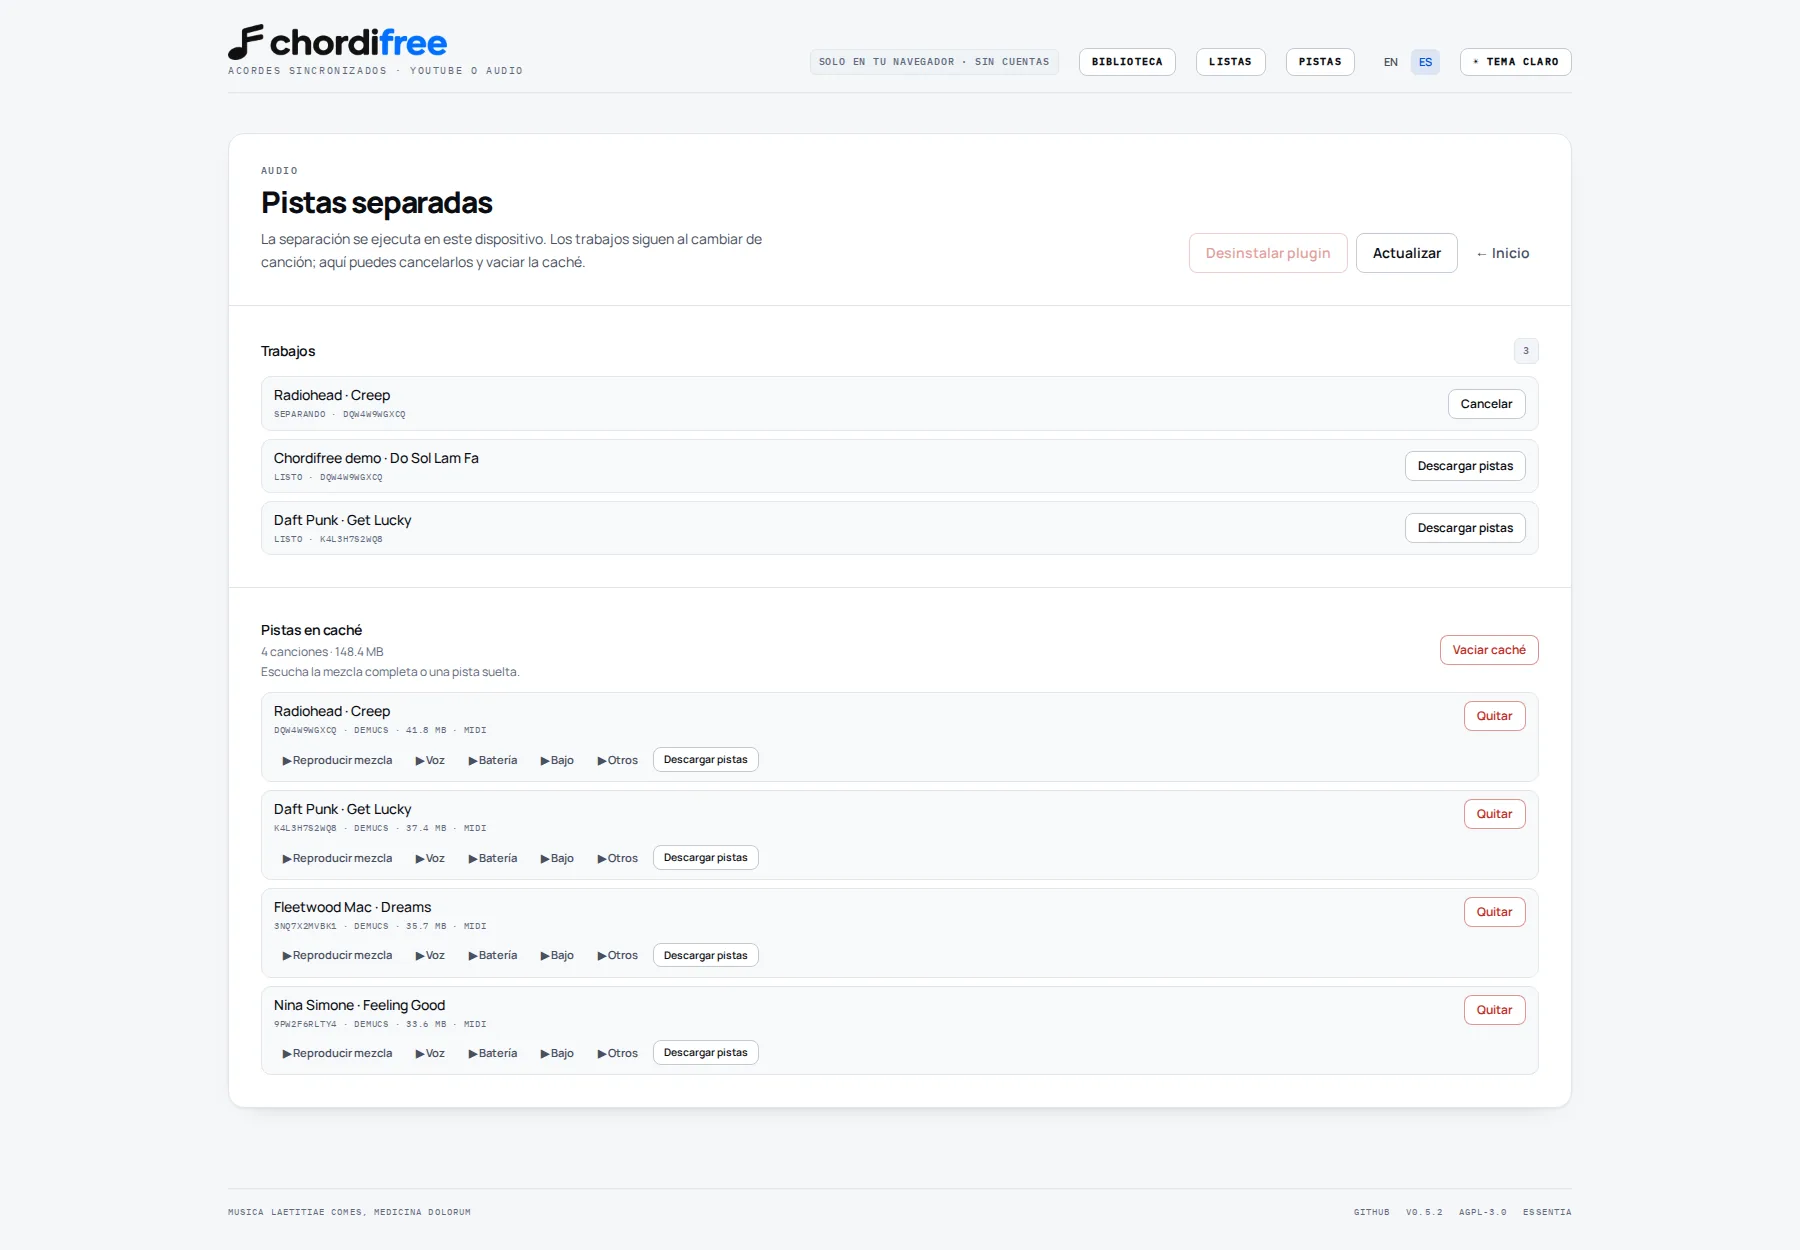 chordifree
ACORDES SINCRONIZADOS · YOUTUBE O AUDIO
SOLO EN TU NAVEGADOR · SIN CUENTAS
BIBLIOTECA
LISTAS
PISTAS
EN
ES
☀ TEMA CLARO
AUDIO
Pistas separadas
La separación se ejecuta en este dispositivo. Los trabajos siguen al cambiar de
canción; aquí puedes cancelarlos y vaciar la caché.
Desinstalar plugin
Actualizar
← Inicio
Trabajos
3
Radiohead · Creep
SEPARANDO · DQW4W9WGXCQ
Cancelar
Chordifree demo · Do Sol Lam Fa
LISTO · DQW4W9WGXCQ
Descargar pistas
Daft Punk · Get Lucky
LISTO · K4L3H7S2WQ8
Descargar pistas
Pistas en caché
4 canciones · 148.4 MB
Escucha la mezcla completa o una pista suelta.
Vaciar caché
Radiohead · Creep
DQW4W9WGXCQ · DEMUCS · 41.8 MB · MIDI
Quitar
▶ Reproducir mezcla ▶ Voz ▶ Batería ▶ Bajo ▶ Otros Descargar pistas
Daft Punk · Get Lucky
K4L3H7S2WQ8 · DEMUCS · 37.4 MB · MIDI
Quitar
▶ Reproducir mezcla ▶ Voz ▶ Batería ▶ Bajo ▶ Otros Descargar pistas
Fleetwood Mac · Dreams
3NQ7X2MVBK1 · DEMUCS · 35.7 MB · MIDI
Quitar
▶ Reproducir mezcla ▶ Voz ▶ Batería ▶ Bajo ▶ Otros Descargar pistas
Nina Simone · Feeling Good
9PW2F6RLTY4 · DEMUCS · 33.6 MB · MIDI
Quitar
▶ Reproducir mezcla ▶ Voz ▶ Batería ▶ Bajo ▶ Otros Descargar pistas
MUSICA LAETITIAE COMES, MEDICINA DOLORUM
GITHUB V0.5.2 AGPL-3.0 ESSENTIA